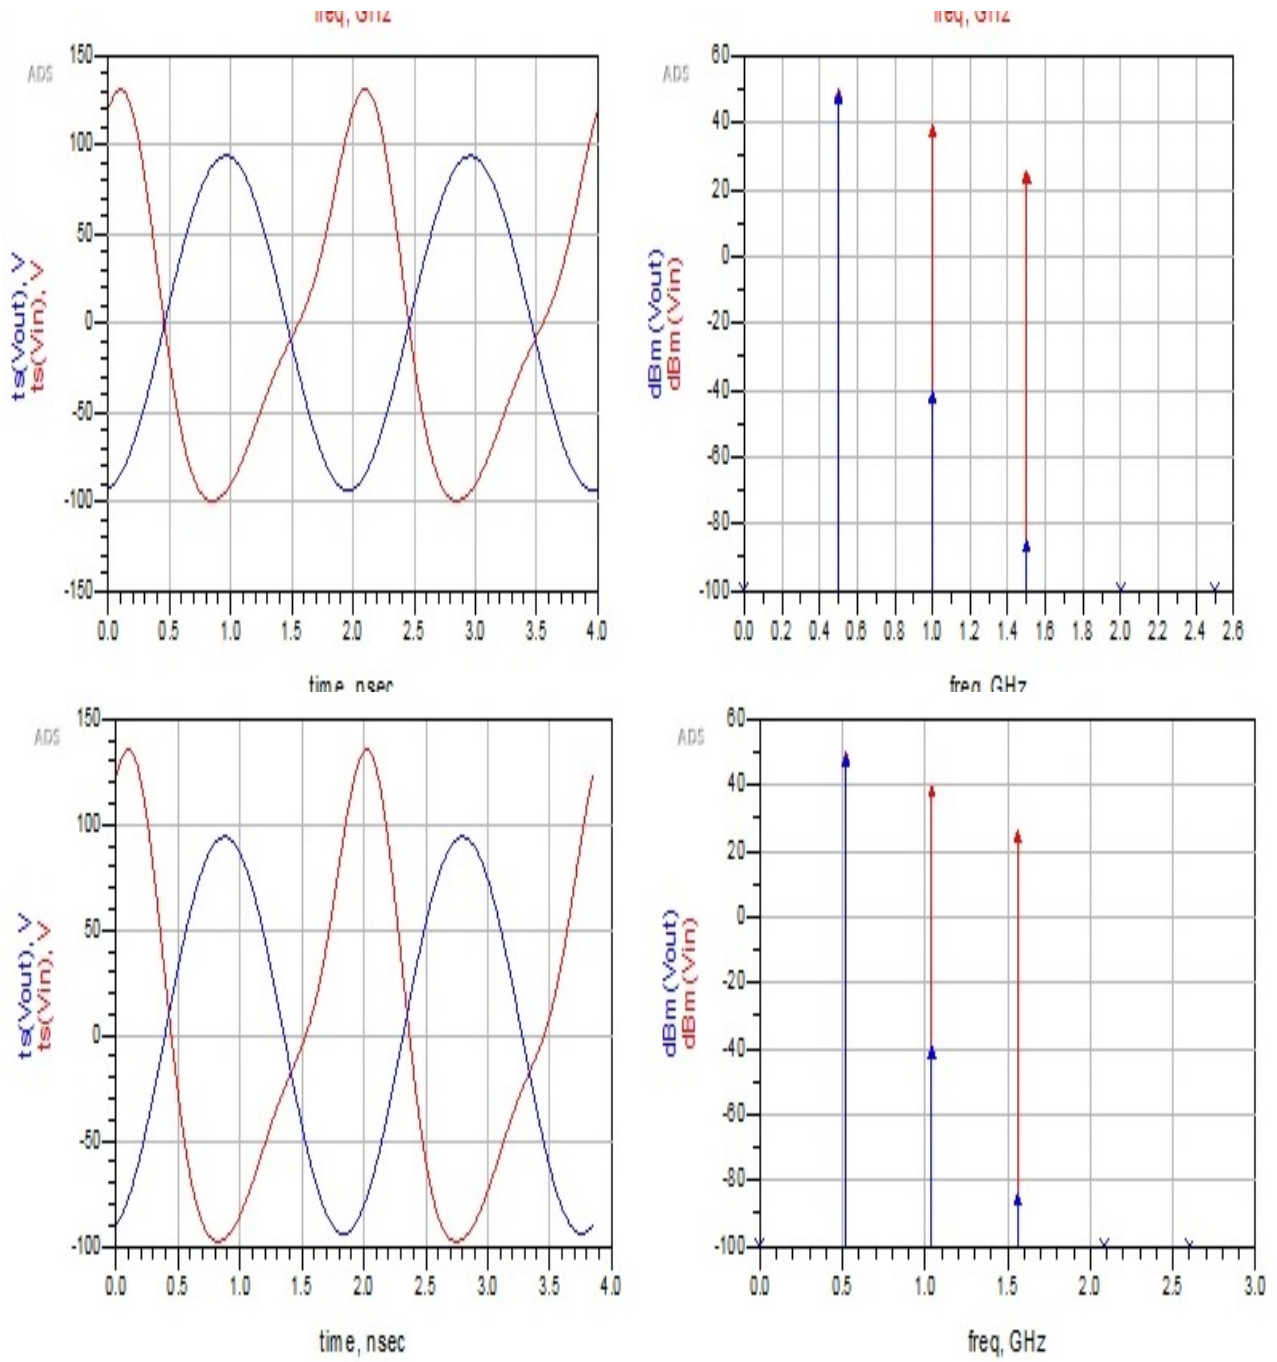 freq, GHz
freq, GHz
ADS
150
100
50
0
-50
-100
-150
ts(Vout), V
ts(Vin), V
0.0 0.5 1.0 1.5 2.0 2.5 3.0 3.5 4.0
time, nsec
ADS
60
40
20
0
-20
-40
-60
-80
-100
dBm(Vout)
dBm(Vin)
0.0 0.2 0.4 0.6 0.8 1.0 1.2 1.4 1.6 1.8 2.0 2.2 2.4 2.6
freq, GHz
ADS
150
100
50
0
-50
-100
ts(Vout), V
ts(Vin), V
0.0 0.5 1.0 1.5 2.0 2.5 3.0 3.5 4.0
time, nsec
ADS
60
40
20
0
-20
-40
-60
-80
-100
dBm(Vout)
dBm(Vin)
0.0 0.5 1.0 1.5 2.0 2.5 3.0
freq, GHz